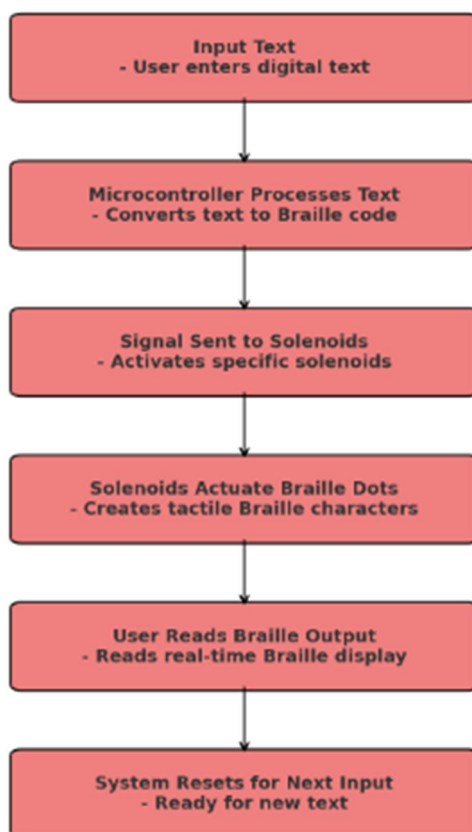 Input Text
- User enters digital text
Microcontroller Processes Text
- Converts text to Braille code
Signal Sent to Solenoids
- Activates specific solenoids
Solenoids Actuate Braille Dots
- Creates tactile Braille characters
User Reads Braille Output
- Reads real-time Braille display
System Resets for Next Input
- Ready for new text